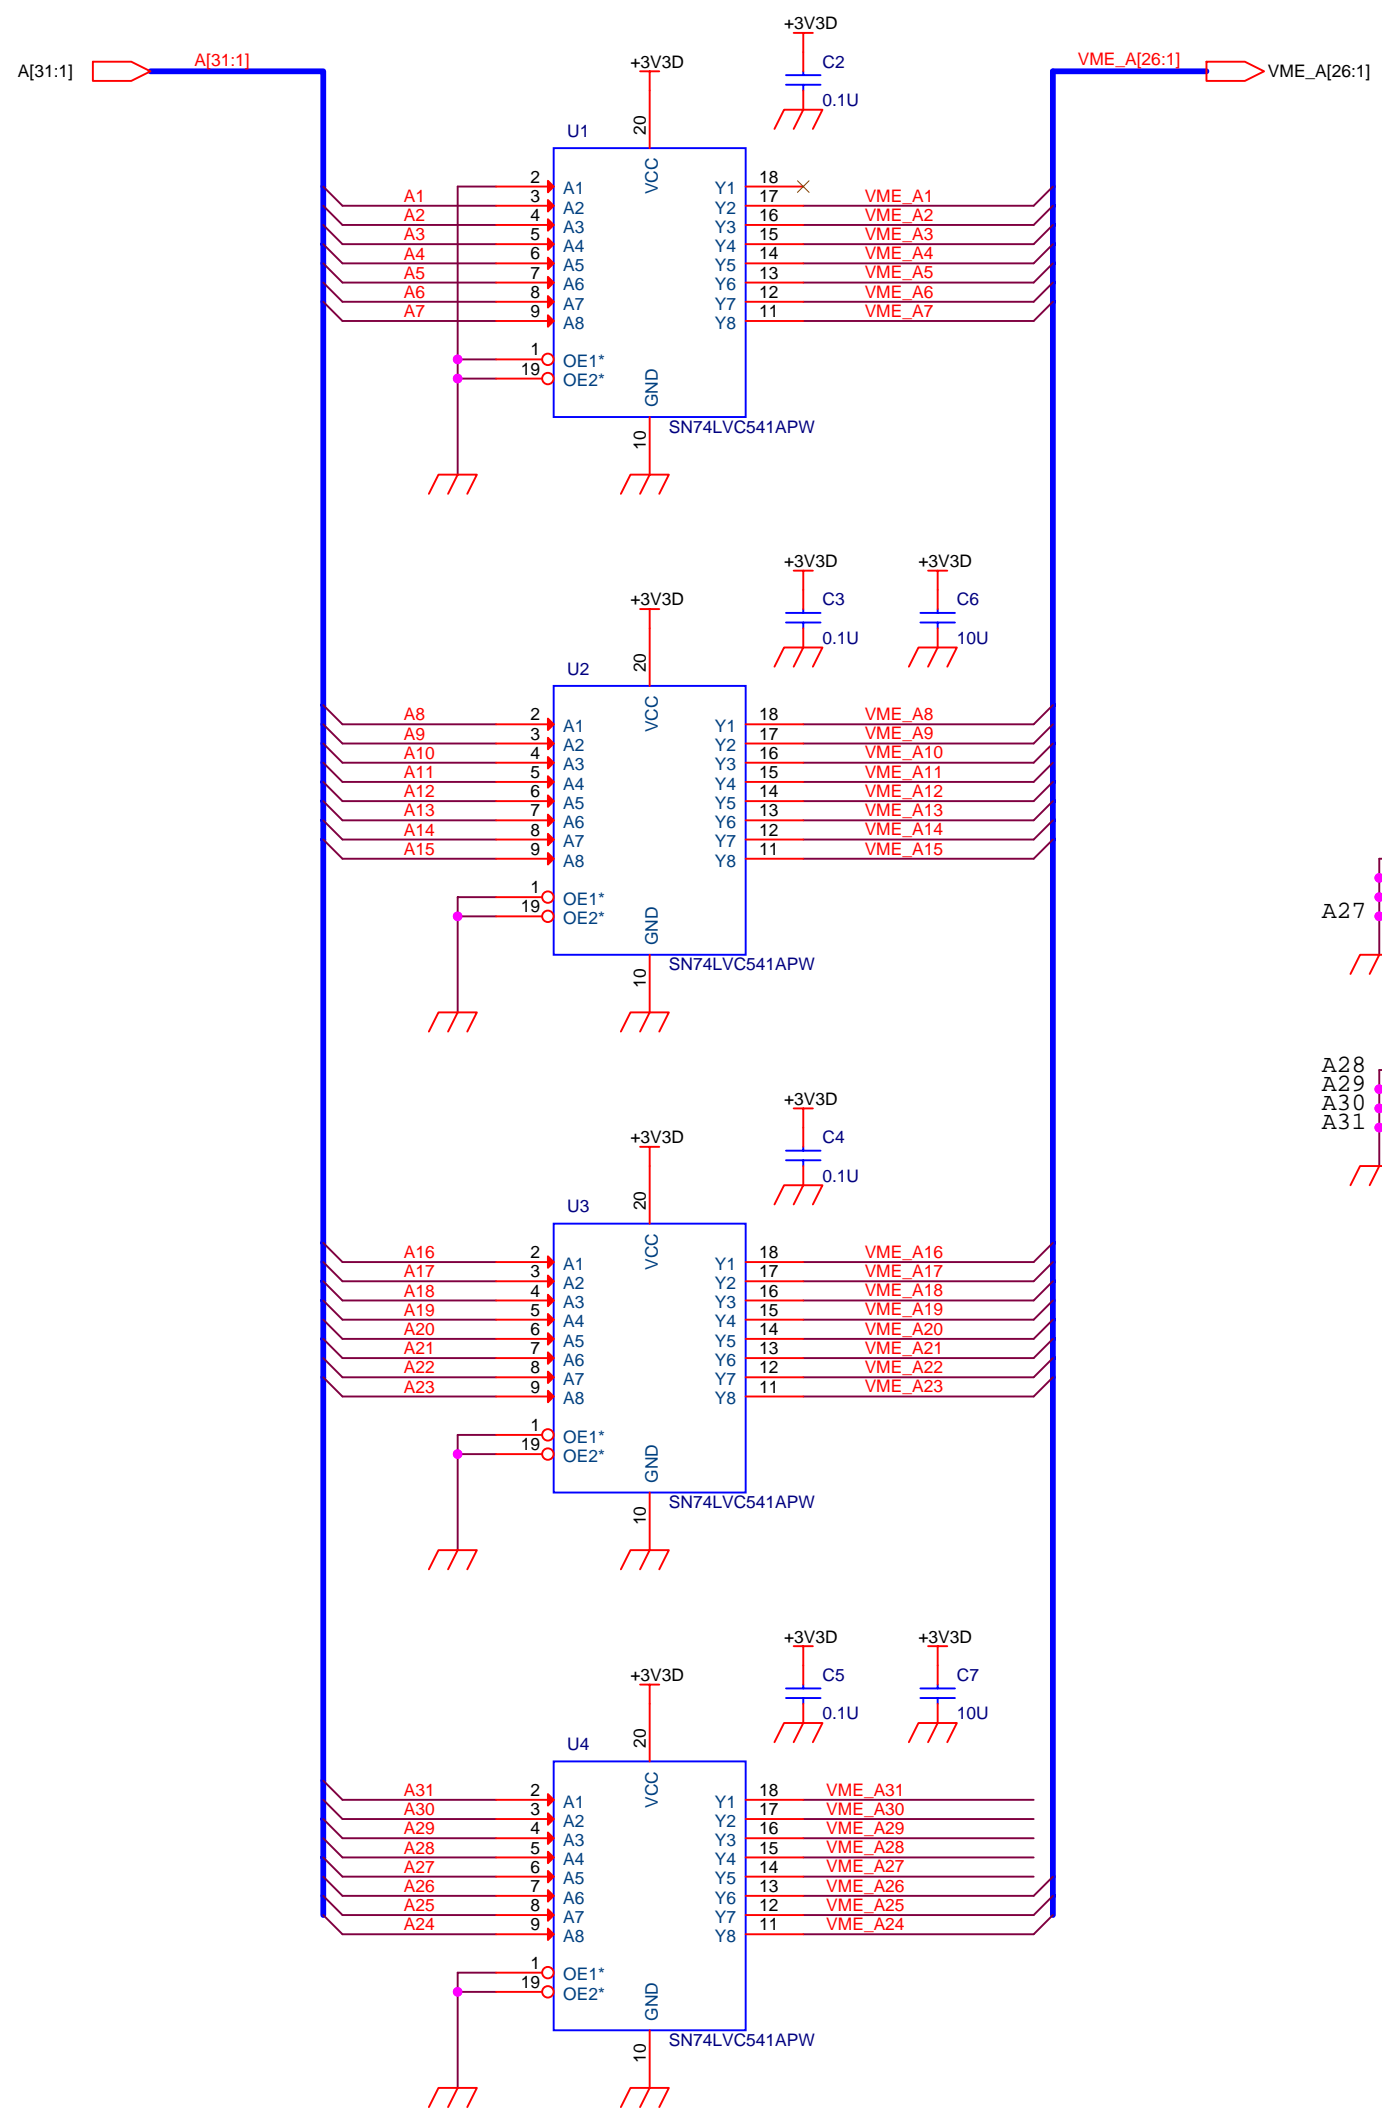 +3V3D
C2
0.1U
A[31:1]
A[31:1]
+3V3D
VME_A[26:1]
VME_A[26:1]
20
U1
VCC
2 A1 Y1 18
A1 3 A2 Y2 17 VME_A1
A2 4 A3 Y3 16 VME_A2
A3 5 A4 Y4 15 VME_A3
A4 6 A5 Y5 14 VME_A4
A5 7 A6 Y6 13 VME_A5
A6 8 A7 Y7 12 VME_A6
A7 9 A8 Y8 11 VME_A7
1 OE1*
19 OE2*
GND
SN74LVC541APW
10
+3V3D
C3
0.1U
+3V3D
C6
10U
+3V3D
20
U2
VCC
A8 2 A1 Y1 18 VME_A8
A9 3 A2 Y2 17 VME_A9
A10 4 A3 Y3 16 VME_A10
A11 5 A4 Y4 15 VME_A11
A12 6 A5 Y5 14 VME_A12
A13 7 A6 Y6 13 VME_A13
A14 8 A7 Y7 12 VME_A14
A15 9 A8 Y8 11 VME_A15
1 OE1*
19 OE2*
GND
SN74LVC541APW
10
A27
A28
A29
A30
A31
+3V3D
C4
0.1U
+3V3D
20
U3
VCC
A16 2 A1 Y1 18 VME_A16
A17 3 A2 Y2 17 VME_A17
A18 4 A3 Y3 16 VME_A18
A19 5 A4 Y4 15 VME_A19
A20 6 A5 Y5 14 VME_A20
A21 7 A6 Y6 13 VME_A21
A22 8 A7 Y7 12 VME_A22
A23 9 A8 Y8 11 VME_A23
1 OE1*
19 OE2*
GND
SN74LVC541APW
10
+3V3D
C5
0.1U
+3V3D
C7
10U
+3V3D
20
U4
VCC
A31 2 A1 Y1 18 VME_A31
A30 3 A2 Y2 17 VME_A30
A29 4 A3 Y3 16 VME_A29
A28 5 A4 Y4 15 VME_A28
A27 6 A5 Y5 14 VME_A27
A26 7 A6 Y6 13 VME_A26
A25 8 A7 Y7 12 VME_A25
A24 9 A8 Y8 11 VME_A24
1 OE1*
19 OE2*
GND
SN74LVC541APW
10